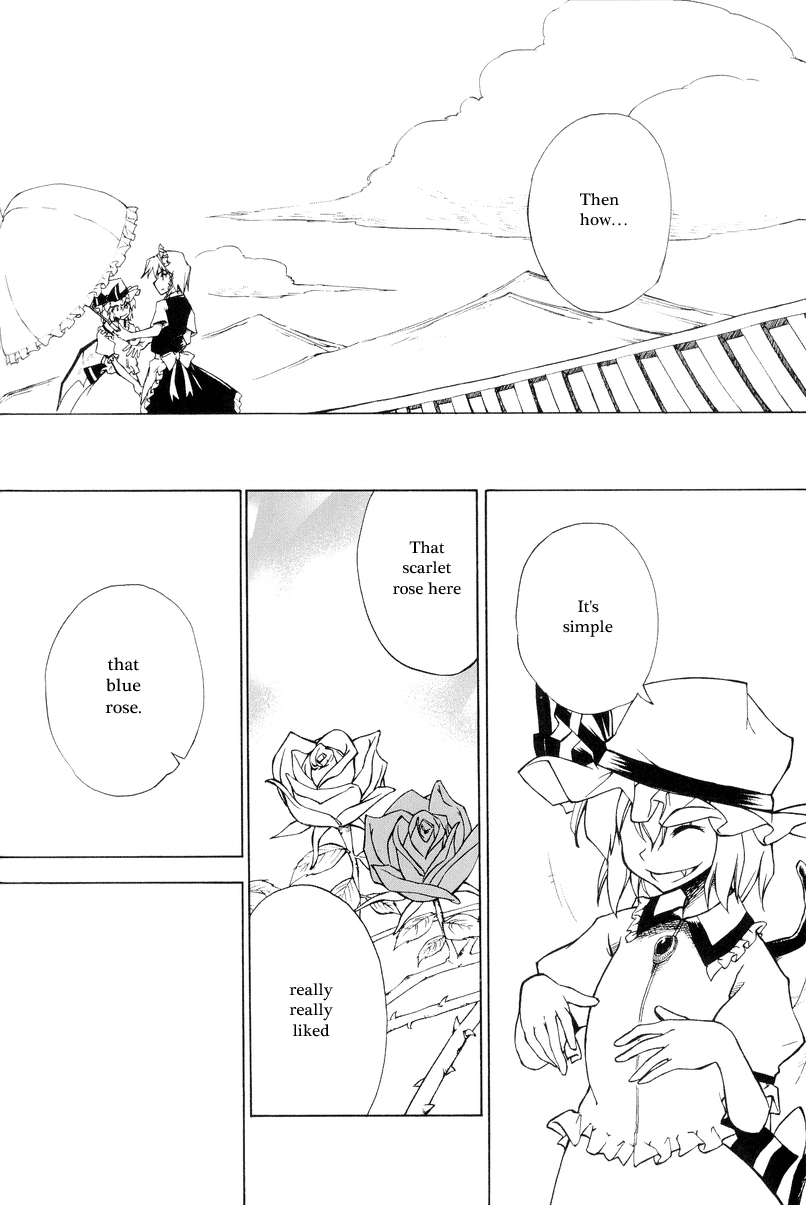 Then
how...
It's
simple
That
scarlet
rose here
really
really
liked
that
blue
rose.